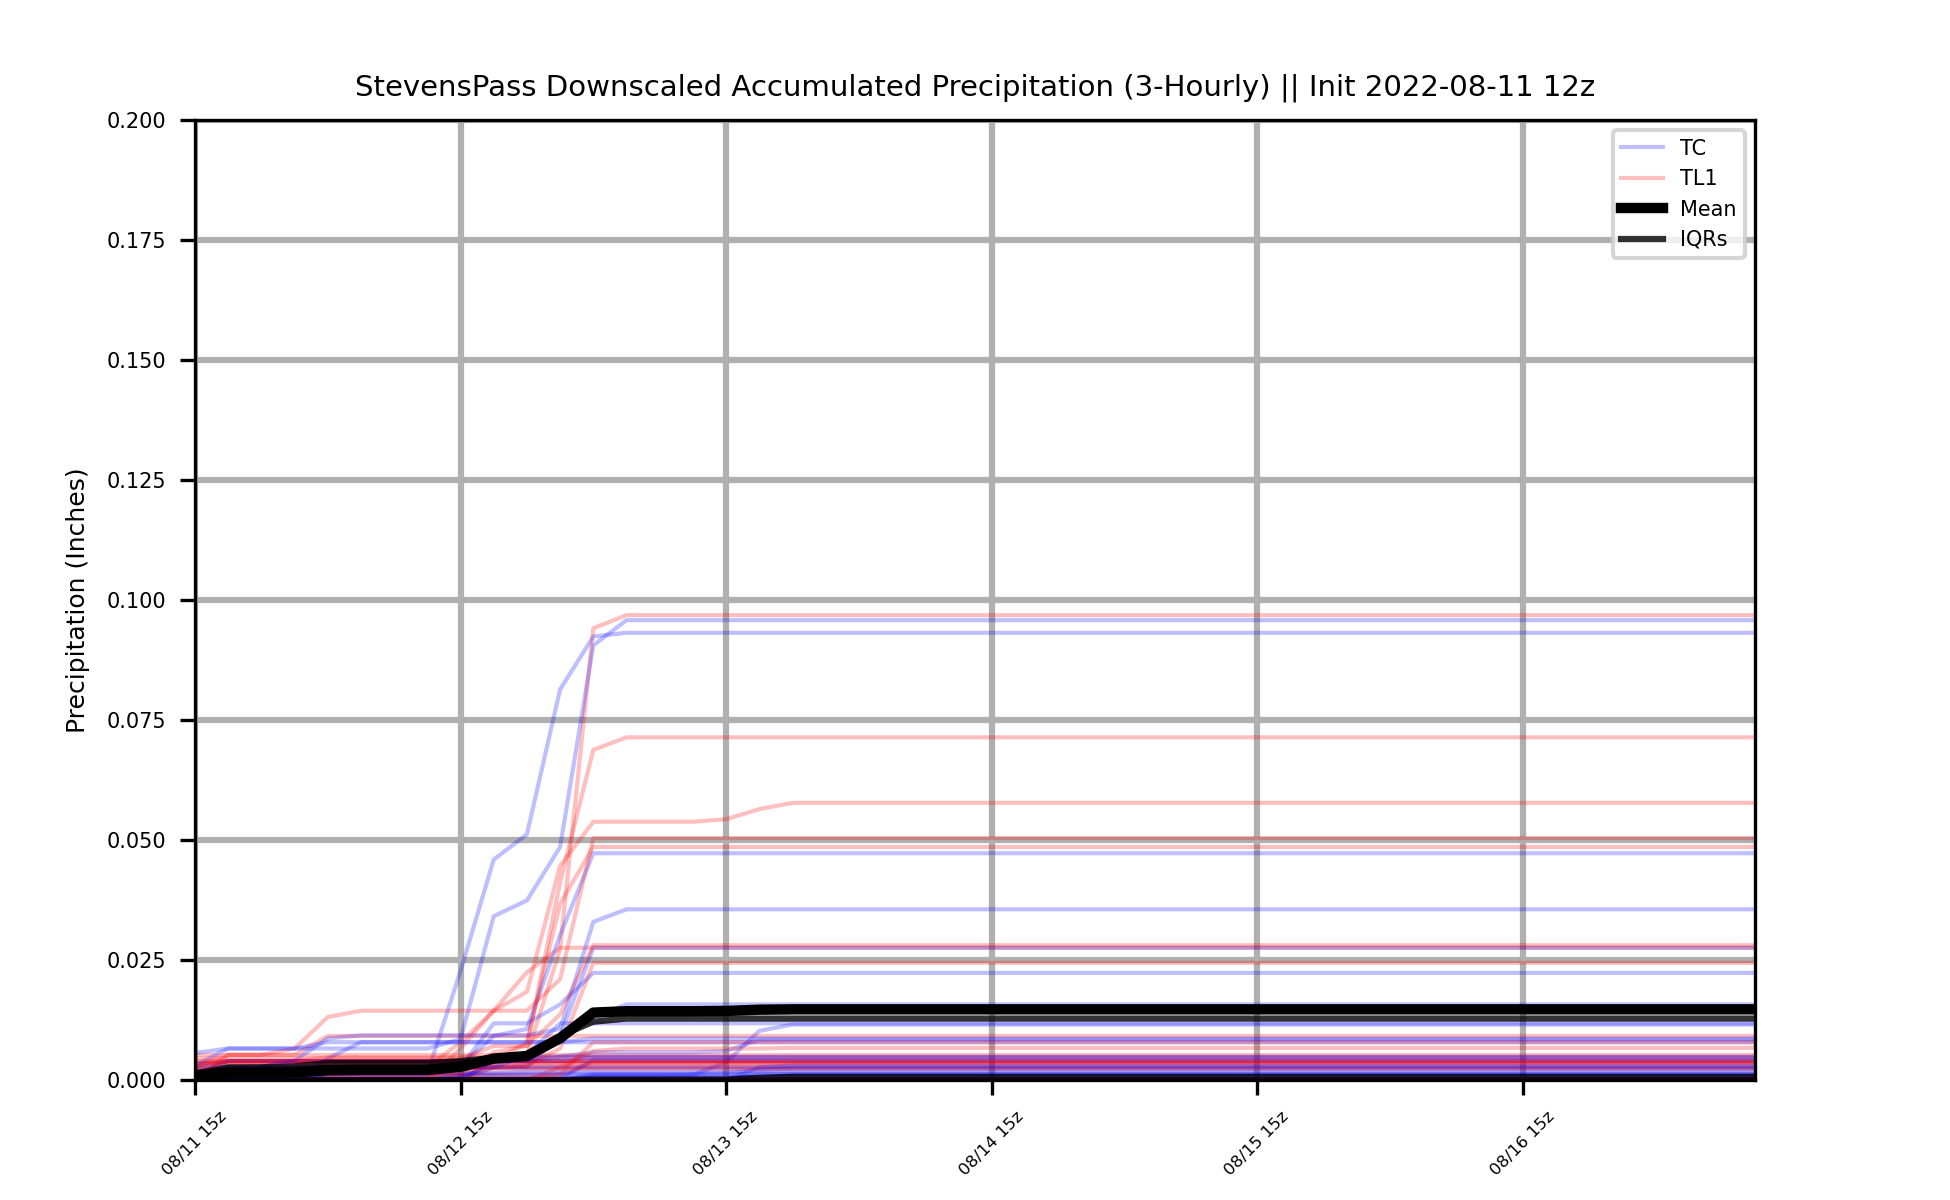 StevensPass Downscaled Accumulated Precipitation (3-Hourly) || Init 2022-08-11 12z
Precipitation (Inches)
0.200
0.175
0.150
0.125
0.100
0.075
0.050
0.025
0.000
TC
TL1
Mean
IQRs
08/11 15z
08/12 15z
08/13 15z
08/14 15z
08/15 15z
08/16 15z